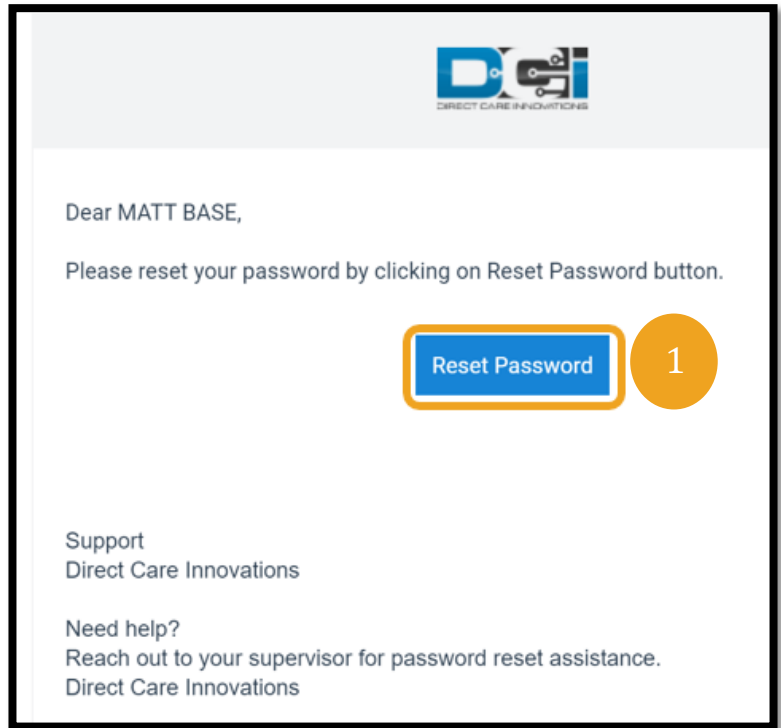 DCi
DIRECT CARE INNOVATIONS
Dear MATT BASE,
Please reset your password by clicking on Reset Password button.
Reset Password
1
Support
Direct Care Innovations
Need help?
Reach out to your supervisor for password reset assistance.
Direct Care Innovations